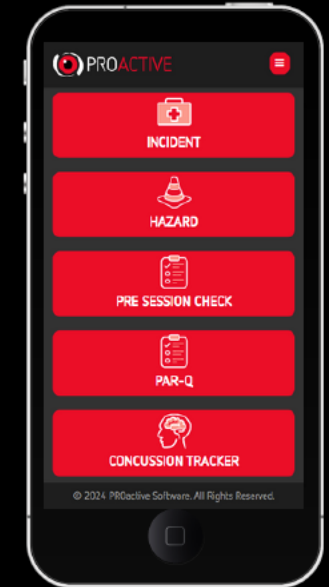 PROACTIVE
INCIDENT
HAZARD
PRE SESSION CHECK
PAR-Q
CONCUSSION TRACKER
© 2024 PROactive Software. All Rights Reserved.